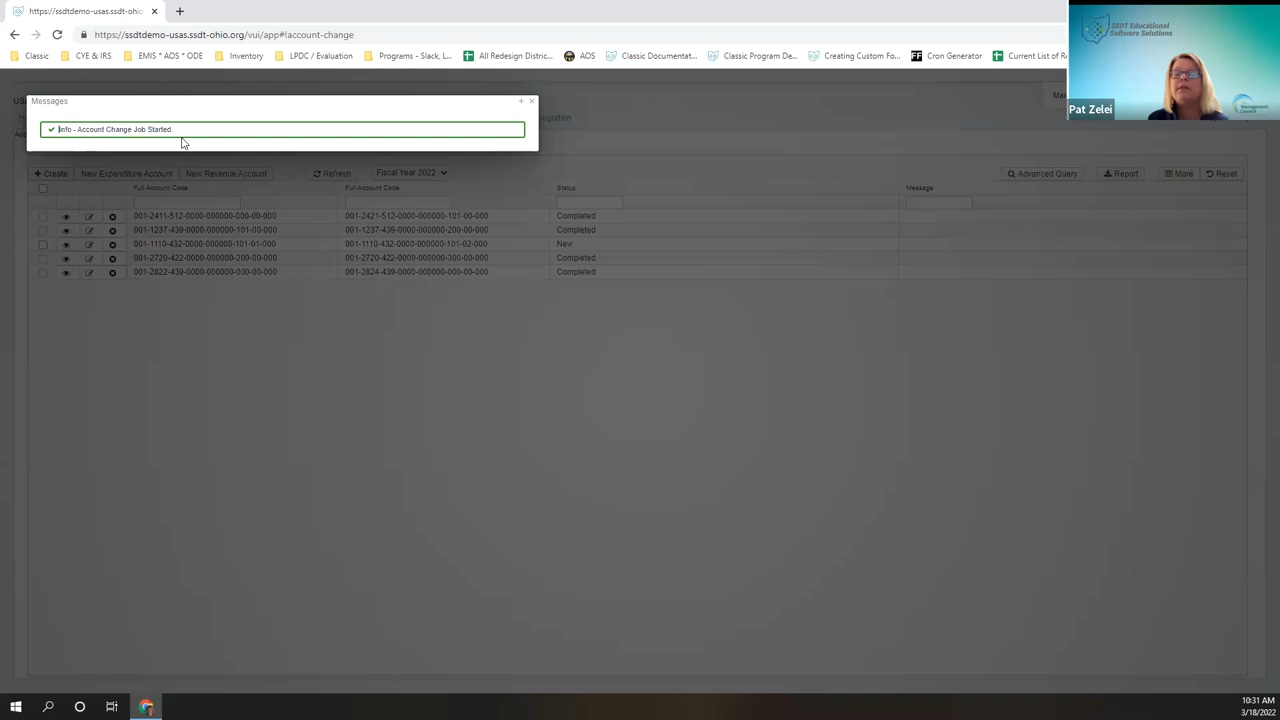 https://ssdtdemo-usas.ssdt-ohio.o
https://ssdtdemo-usas.ssdt-ohio.org/vui/app#!account-change
Classic
CYE & IRS
EMIS * AOS * ODE
Inventory
LPDC / Evaluation
Programs - Slack, L...
All Redesign Distric...
AOS
Classic Documentat...
Classic Program De...
Creating Custom Fo...
Cron Generator
Current List of R
SSDT Educational
Software Solutions
Management
Council
Pat Zelei
Messages
Info - Account Change Job Started.
Create
New Expenditure Account
New Revenue Account
Refresh
Fiscal Year 2022
Advanced Query
Report
More
Reset
Full Account Code Full Account Code Status Message
001-2411-512-0000-000000-000-00-000 001-2421-512-0000-000000-101-00-000 Completed
001-1237-439-0000-000000-101-00-000 001-1237-439-0000-000000-200-00-000 Completed
001-1110-432-0000-000000-101-01-000 001-1110-432-0000-000000-101-02-000 New
001-2720-422-0000-000000-200-00-000 001-2720-422-0000-000000-300-00-000 Completed
001-2822-439-0000-000000-000-00-000 001-2824-439-0000-000000-000-00-000 Completed
10:31 AM
3/18/2022